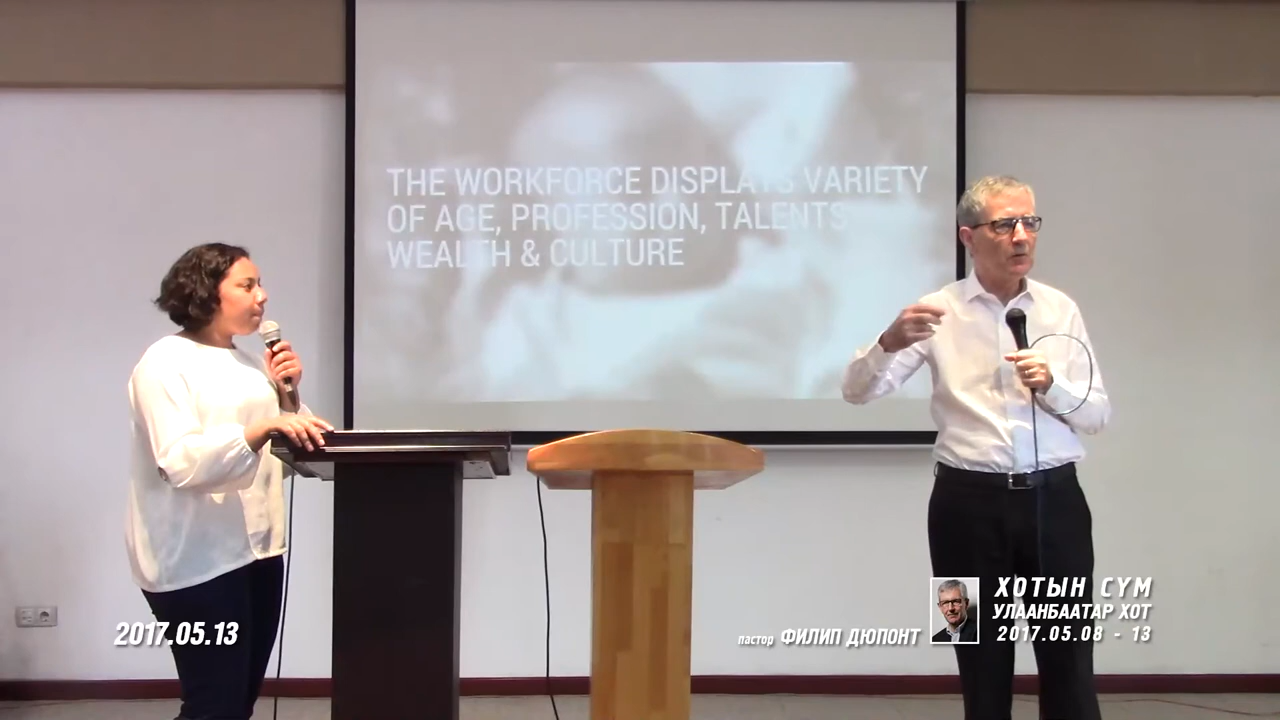 THE WORKFORCE DISPLAYS VARIETY
OF AGE, PROFESSION, TALENTS
WEALTH & CULTURE
2017.05.13
пастор ФИЛИП ДЮПОНТ
ХОТЫН СҮМ
УЛААНБААТАР ХОТ
2017.05.08 - 13